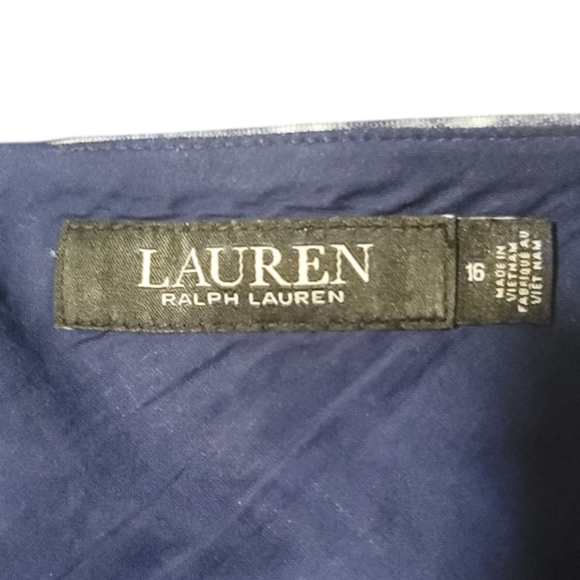 LAUREN
RALPH LAUREN
16
MADE IN
VIETNAM
FABRIQUÉ AU
VIET NAM